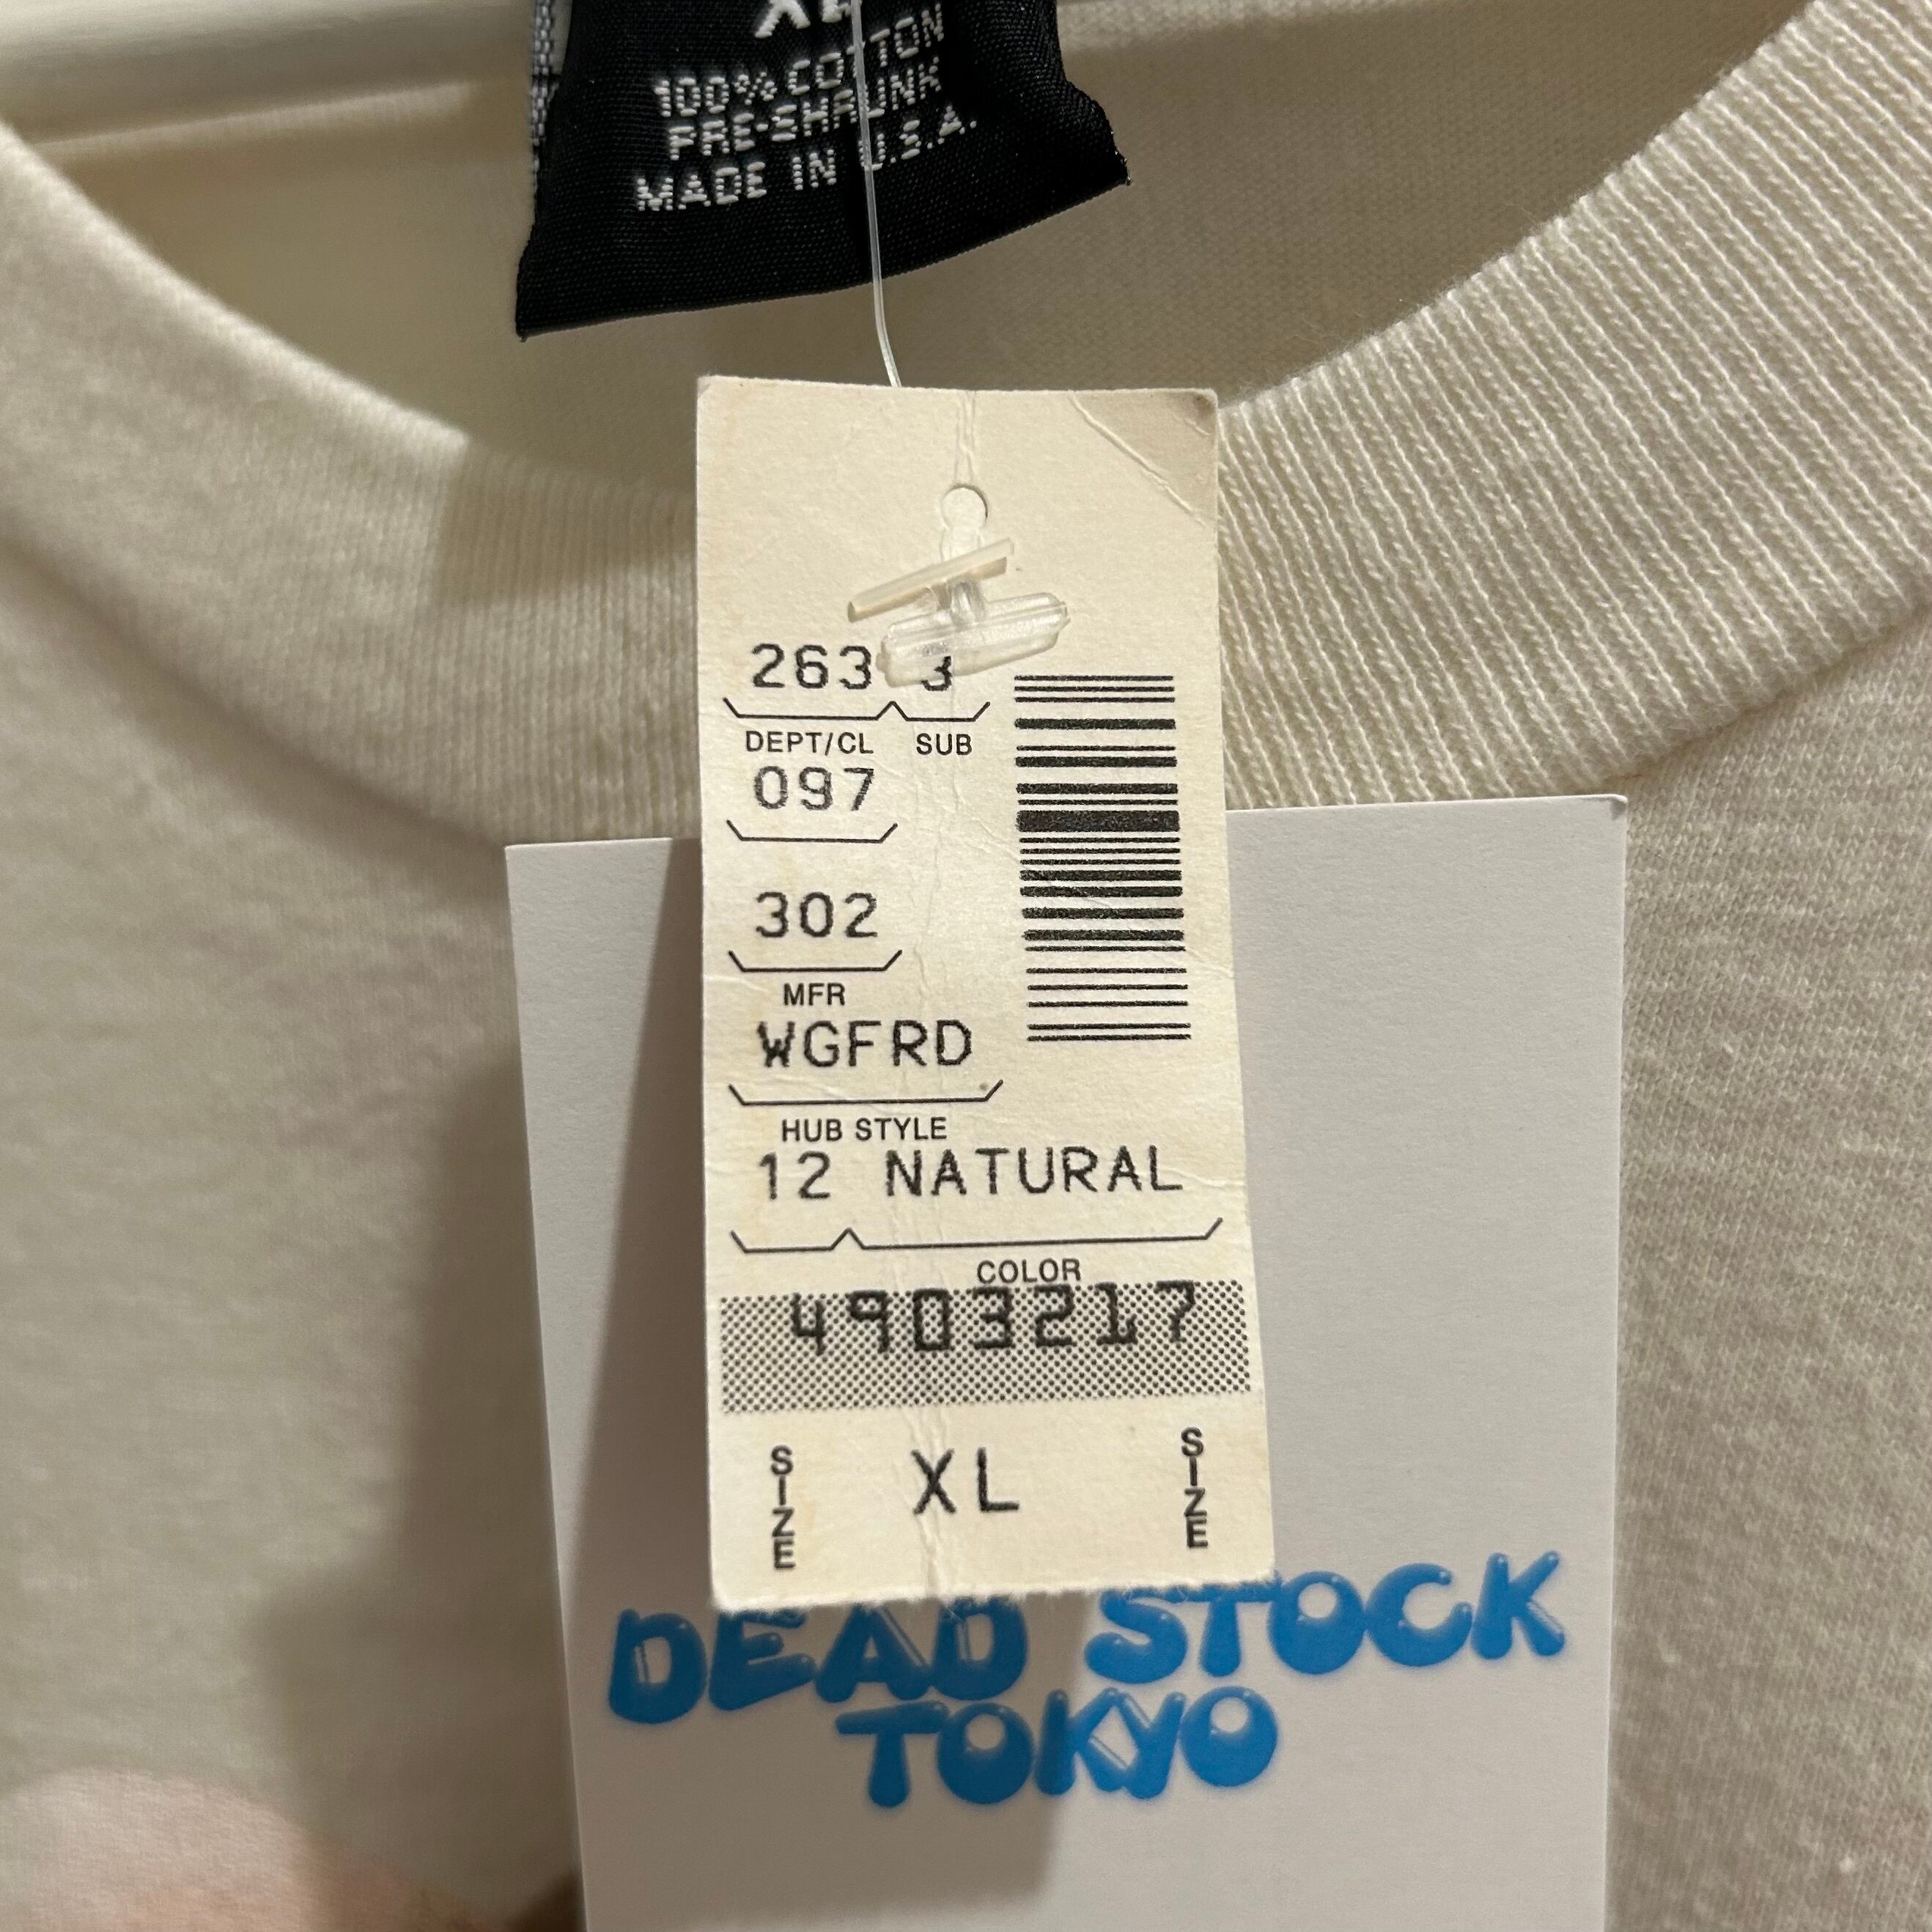 XL
100% COTTON
PRE-SHRUNK
MADE IN U.S.A.
263 3
DEPT/CL SUB
097
302
MFR
WGFRD
HUB STYLE
12 NATURAL
COLOR
4903217
SIZE XL SIZE
DEAD STOCK
TOKYO